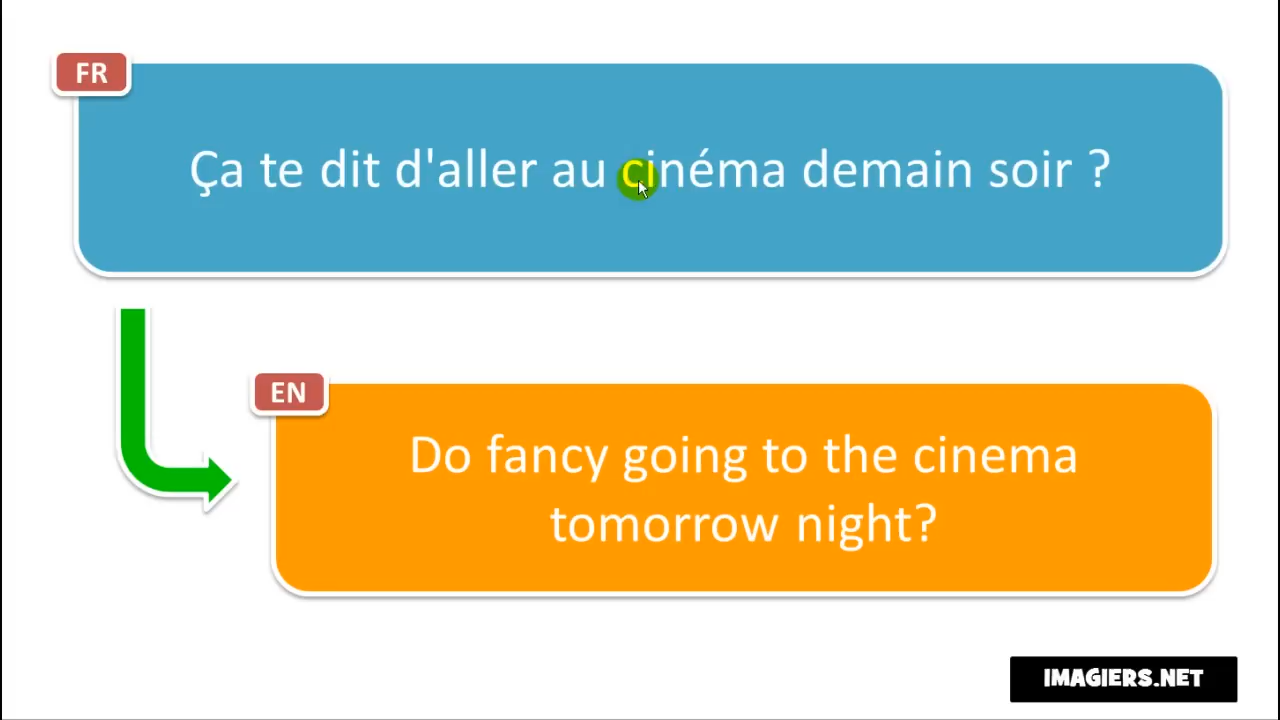 FR
Ça te dit d'aller au cinéma demain soir ?
EN
Do fancy going to the cinema
tomorrow night?
IMAGIERS.NET